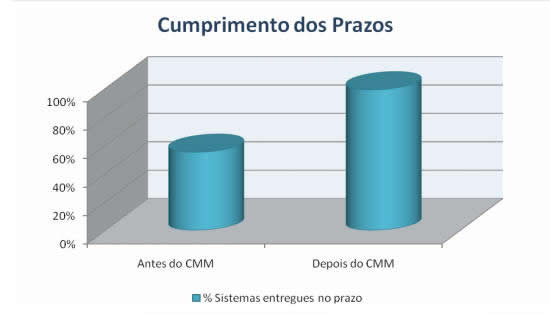 Cumprimento dos Prazos
100%
80%
60%
40%
20%
0%
Antes do CMM
Depois do CMM
% Sistemas entregues no prazo